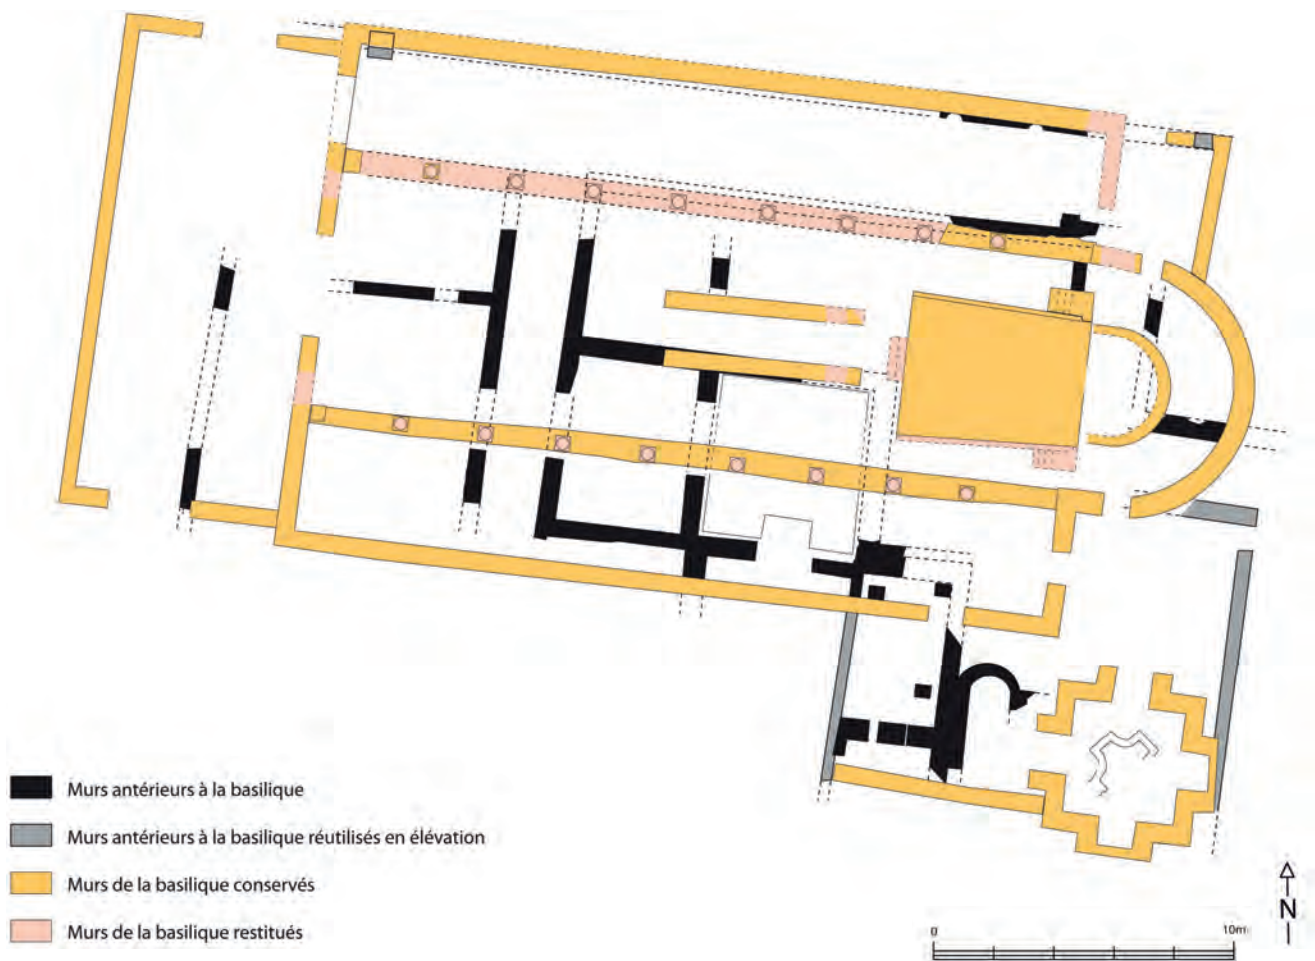 Murs antérieurs à la basilique
Murs antérieurs à la basilique réutilisés en élévation
Murs de la basilique conservés
Murs de la basilique restitués
N
0 10m